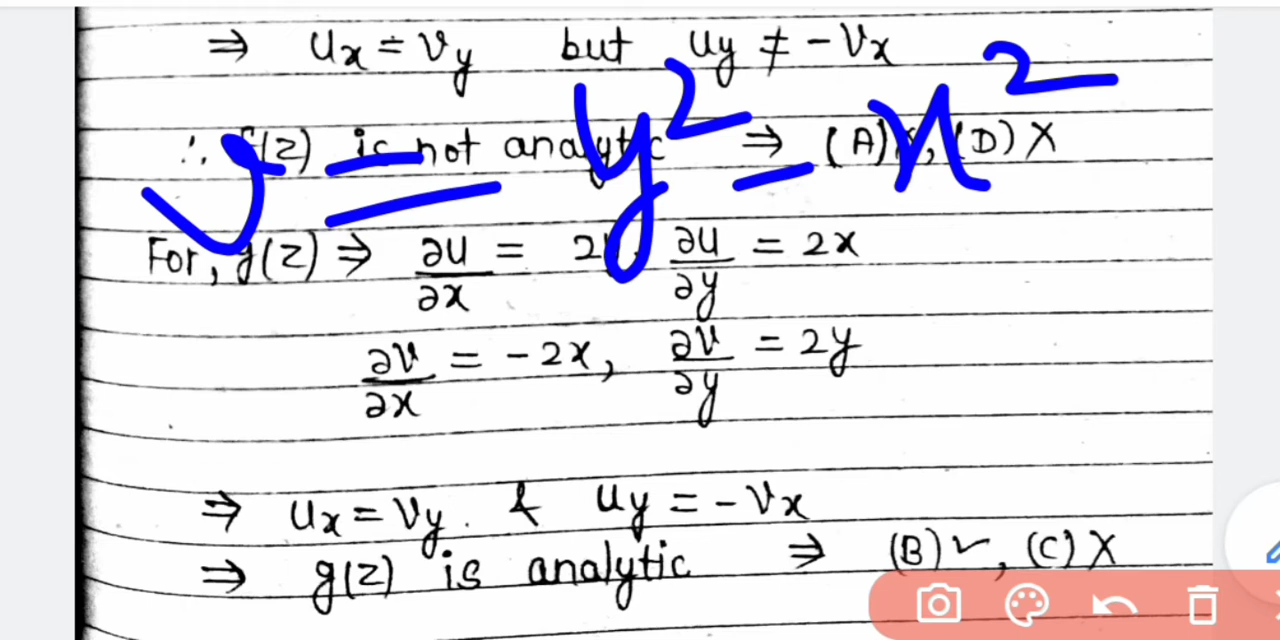 ⇒ ux = vy but uy ≠ - vx
∴ f(z) is not analytic ⇒ (A) , (D) X
v = y² - x²
For, g(z) ⇒ ∂u/∂x = 2y, ∂u/∂y = 2x
∂v/∂x = - 2x, ∂v/∂y = 2y
⇒ ux = vy. & uy = - vx
⇒ g(z) is analytic ⇒ (B) ✓, (C) X